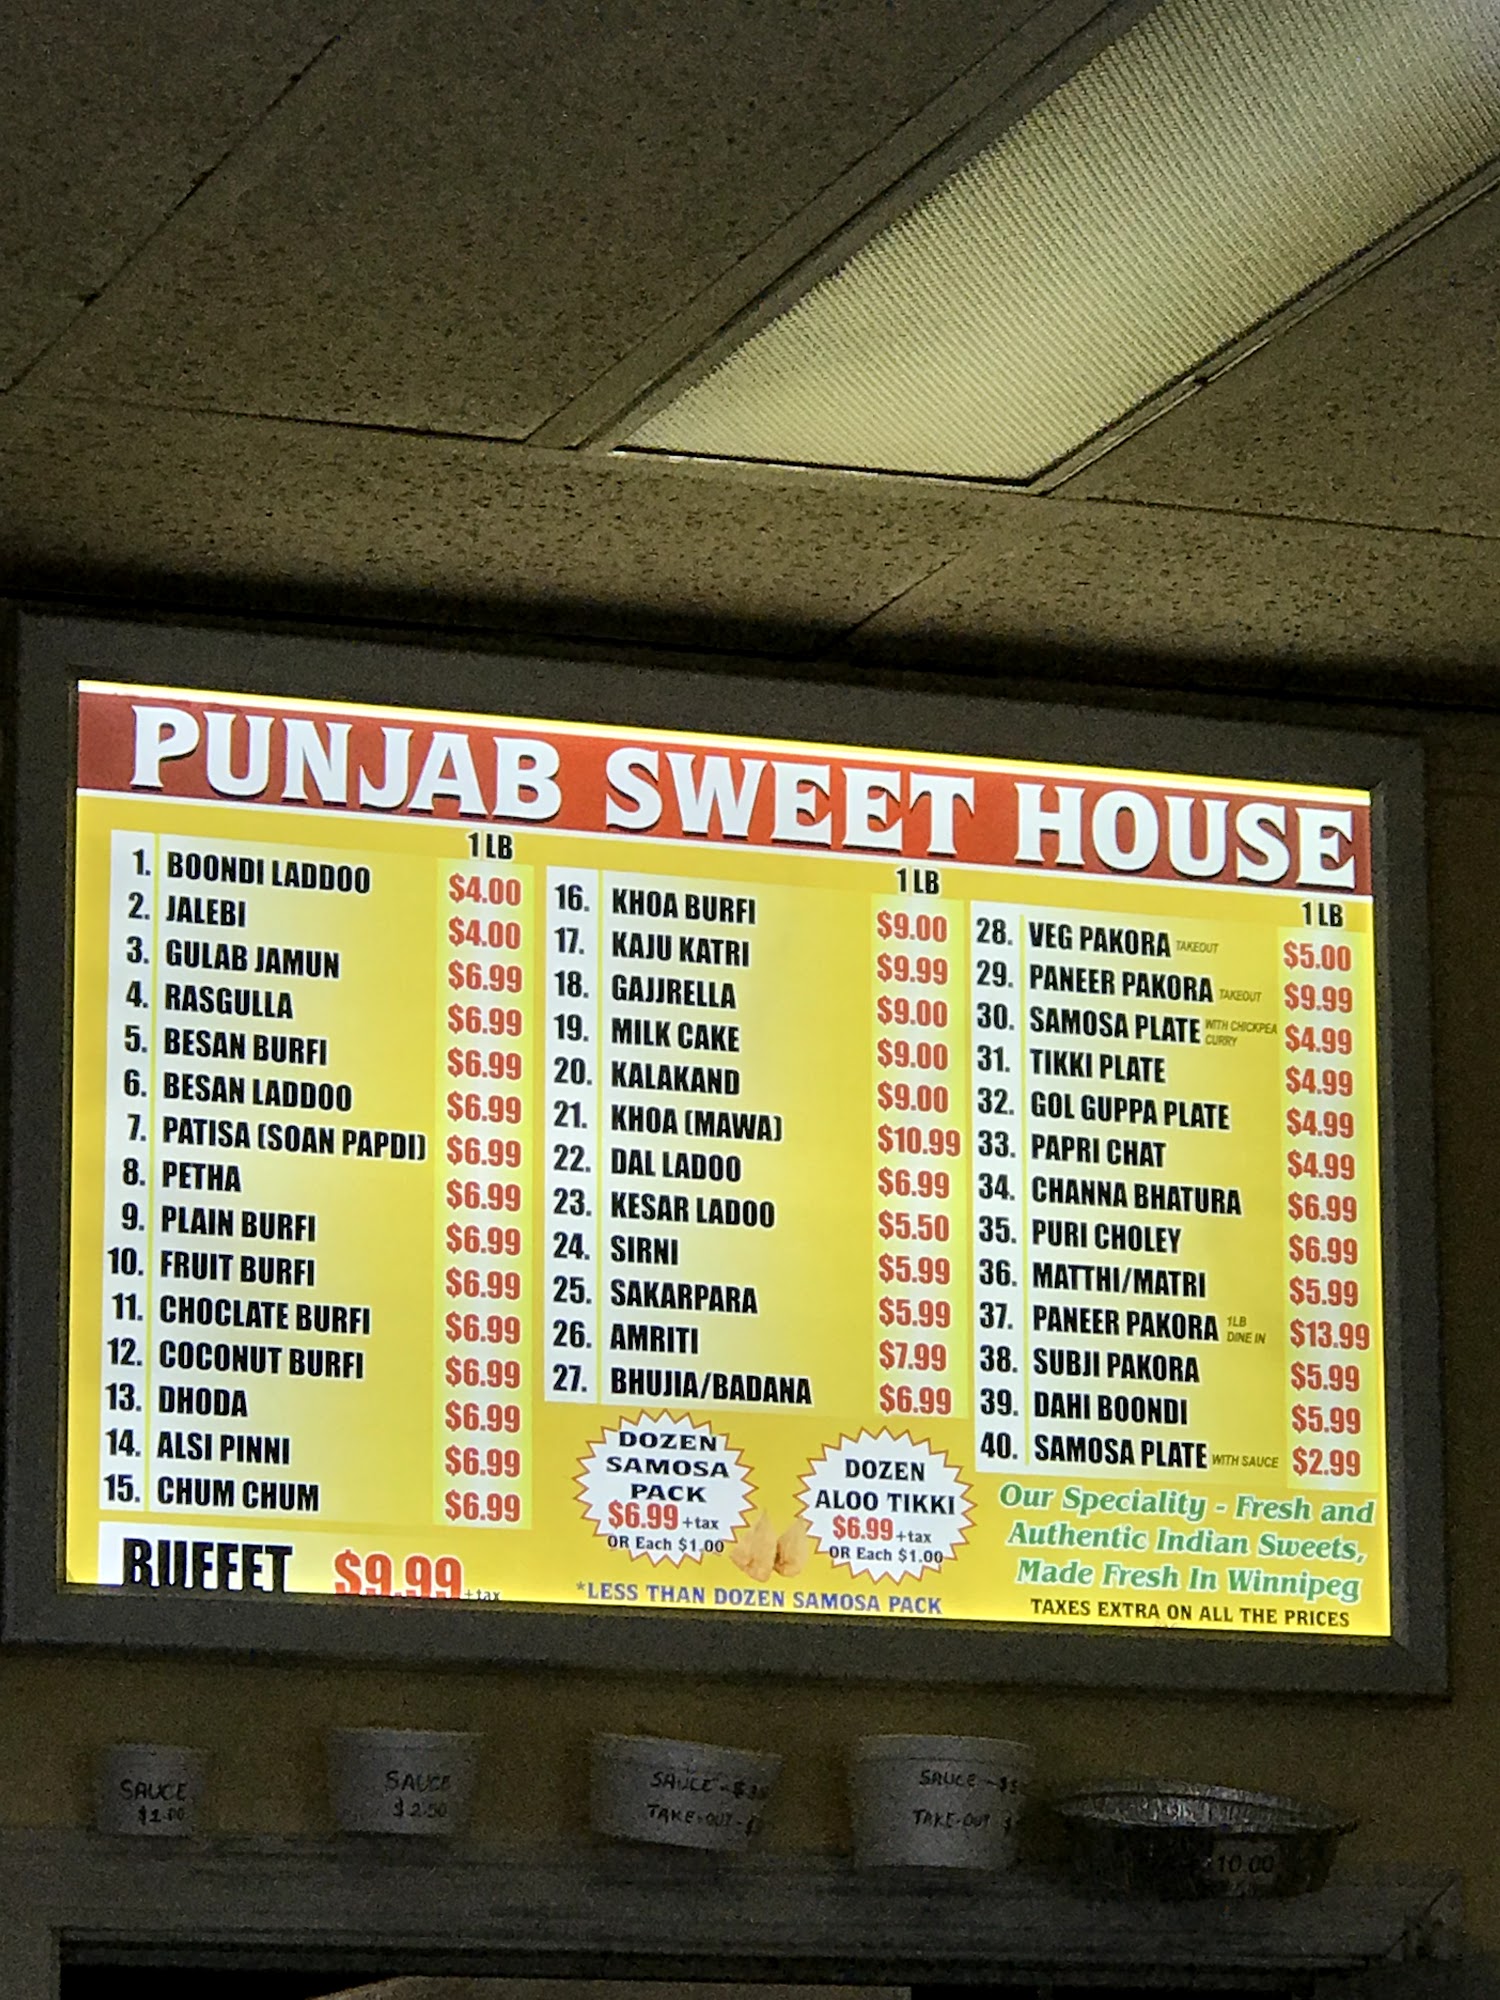 PUNJAB SWEET HOUSE
1 LB
1. BOONDI LADDOO $4.00
2. JALEBI $4.00
3. GULAB JAMUN $6.99
4. RASGULLA $6.99
5. BESAN BURFI $6.99
6. BESAN LADDOO $6.99
7. PATISA (SOAN PAPDI) $6.99
8. PETHA $6.99
9. PLAIN BURFI $6.99
10. FRUIT BURFI $6.99
11. CHOCLATE BURFI $6.99
12. COCONUT BURFI $6.99
13. DHODA $6.99
14. ALSI PINNI $6.99
15. CHUM CHUM $6.99
BUFFET $9.99 +tax
1 LB
16. KHOA BURFI $9.00
17. KAJU KATRI $9.99
18. GAJJRELLA $9.00
19. MILK CAKE $9.00
20. KALAKAND $9.00
21. KHOA (MAWA) $10.99
22. DAL LADOO $6.99
23. KESAR LADOO $5.50
24. SIRNI $5.99
25. SAKARPARA $5.99
26. AMRITI $7.99
27. BHUJIA/BADANA $6.99
DOZEN
SAMOSA
PACK
$6.99 +tax
OR Each $1.00
DOZEN
ALOO TIKKI
$6.99 +tax
OR Each $1.00
*LESS THAN DOZEN SAMOSA PACK
1 LB
28. VEG PAKORA TAKEOUT $5.00
29. PANEER PAKORA TAKEOUT $9.99
30. SAMOSA PLATE WITH CHICKPEA CURRY $4.99
31. TIKKI PLATE $4.99
32. GOL GUPPA PLATE $4.99
33. PAPRI CHAT $4.99
34. CHANNA BHATURA $6.99
35. PURI CHOLEY $6.99
36. MATTHI/MATRI $5.99
37. PANEER PAKORA 1LB DINE IN $13.99
38. SUBJI PAKORA $5.99
39. DAHI BOONDI $5.99
40. SAMOSA PLATE WITH SAUCE $2.99
Our Speciality - Fresh and
Authentic Indian Sweets,
Made Fresh In Winnipeg
TAXES EXTRA ON ALL THE PRICES
SAUCE
$1.00
SAUCE
$2.50
SAUCE -
TAKE-OUT -
SAUCE -
TAKE-OUT
10.00